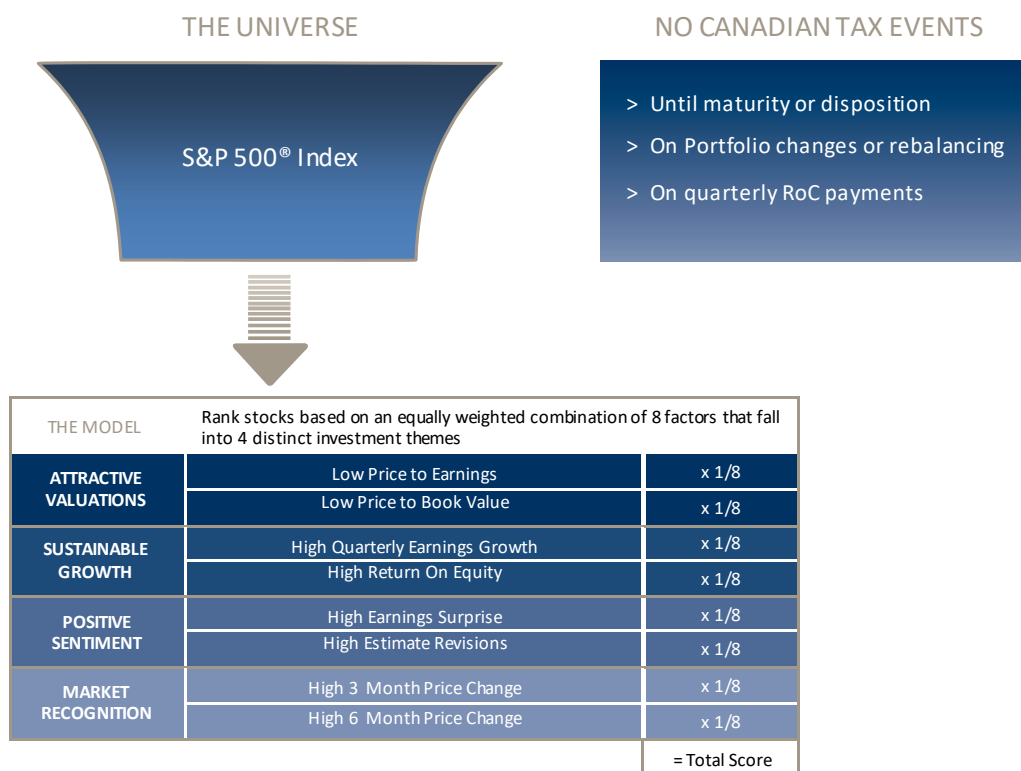 THE UNIVERSE
S&P 500® Index
NO CANADIAN TAX EVENTS
> Until maturity or disposition
> On Portfolio changes or rebalancing
> On quarterly RoC payments
THE MODEL
Rank stocks based on an equally weighted combination of 8 factors that fall
into 4 distinct investment themes
ATTRACTIVE
VALUATIONS
Low Price to Earnings
x 1/8
Low Price to Book Value
x 1/8
SUSTAINABLE
GROWTH
High Quarterly Earnings Growth
x 1/8
High Return On Equity
x 1/8
POSITIVE
SENTIMENT
High Earnings Surprise
x 1/8
High Estimate Revisions
x 1/8
MARKET
RECOGNITION
High 3 Month Price Change
x 1/8
High 6 Month Price Change
x 1/8
= Total Score